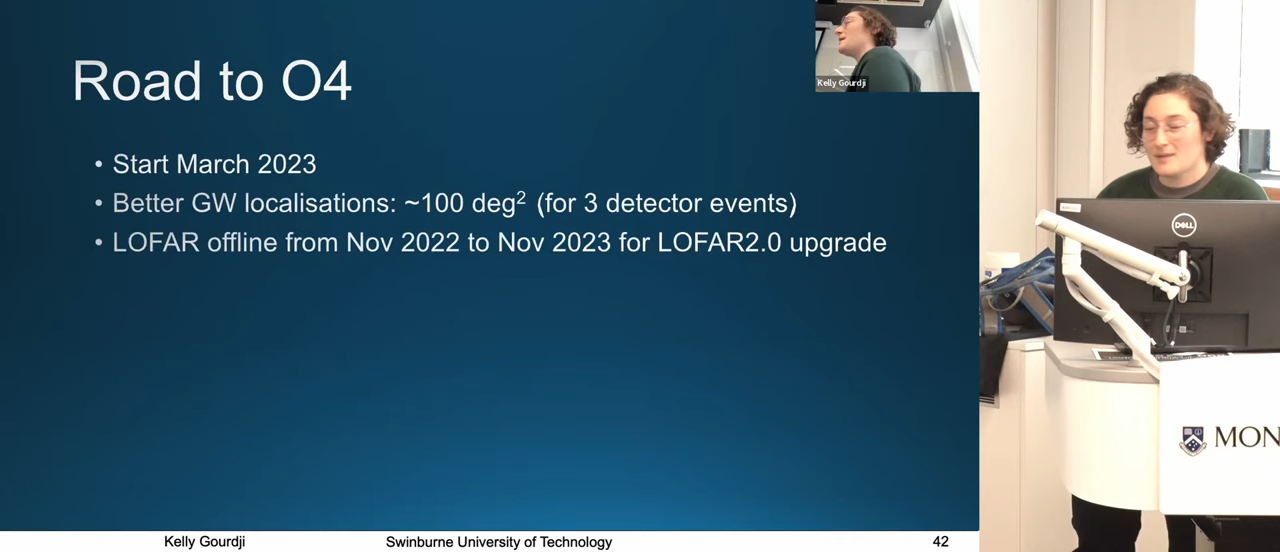 Road to O4
• Start March 2023
• Better GW localisations: ~100 deg² (for 3 detector events)
• LOFAR offline from Nov 2022 to Nov 2023 for LOFAR2.0 upgrade
Kelly Gourdji
DELL
MON
Kelly Gourdji
Swinburne University of Technology
42